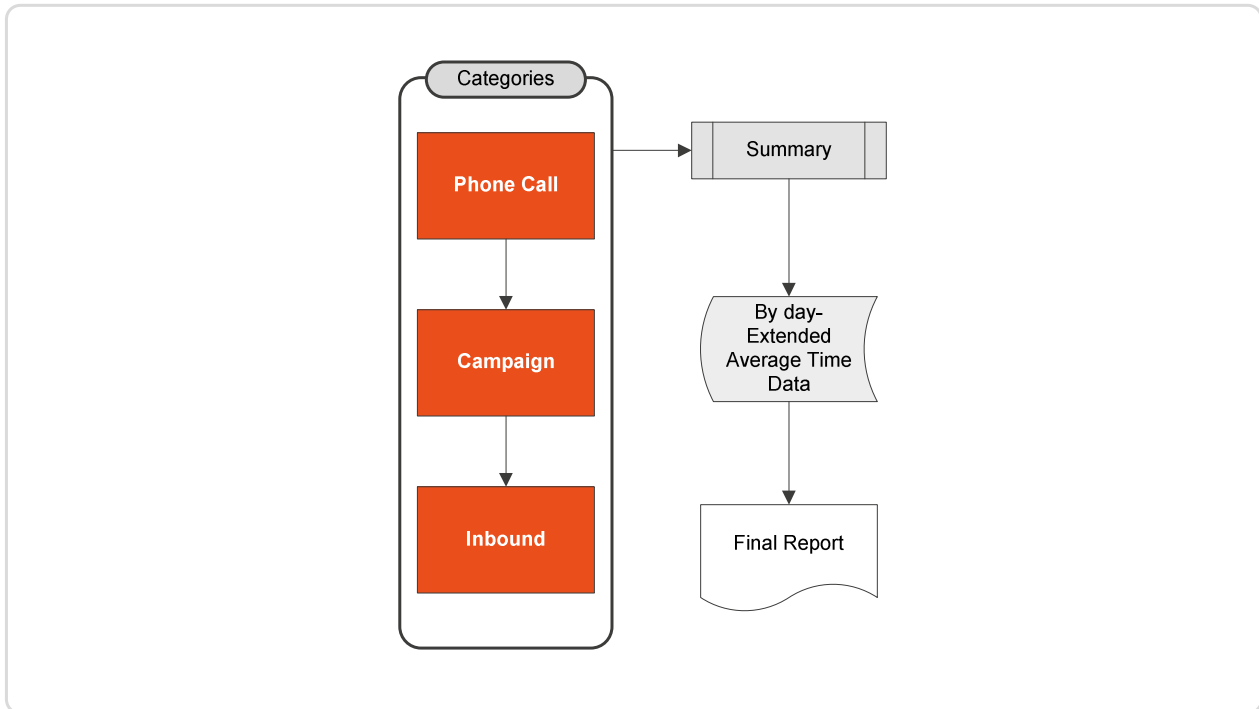 Categories
Phone Call
Campaign
Inbound
Summary
By day-
Extended
Average Time
Data
Final Report